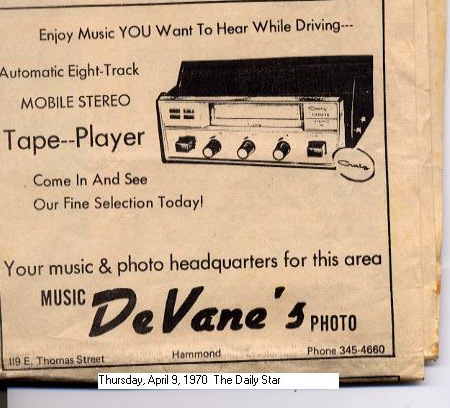 Enjoy Music YOU Want To Hear While Driving---
Automatic Eight-Track
MOBILE STEREO
Tape--Player
Craig
Craig
Come In And See
Our Fine Selection Today!
Your music & photo headquarters for this area
MUSIC DeVane's PHOTO
119 E. Thomas Street Hammond Phone 345-4660
Thursday, April 9, 1970 The Daily Star